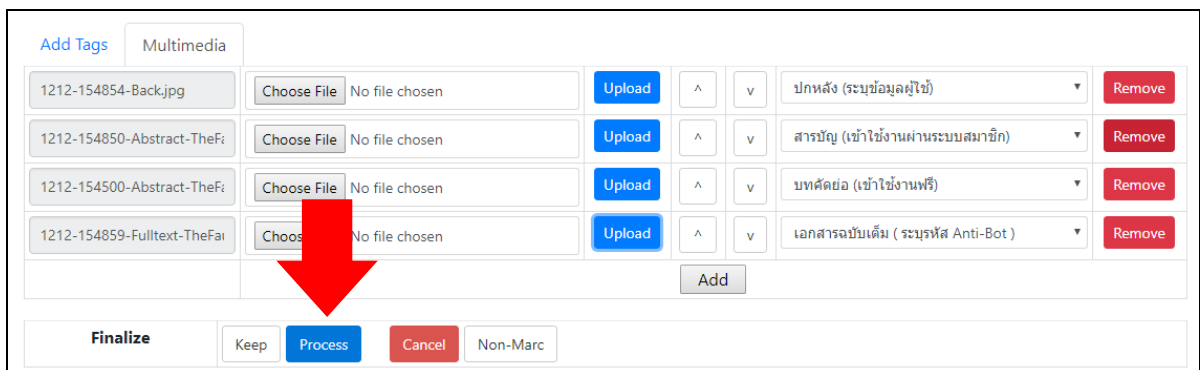 Add Tags Multimedia
1212-154854-Back.jpg Choose File No file chosen Upload ^ v ปกหลัง (ระบุข้อมูลผู้ใช้) Remove
1212-154850-Abstract-TheFa Choose File No file chosen Upload ^ v สารบัญ (เข้าใช้งานผ่านระบบสมาชิก) Remove
1212-154500-Abstract-TheFa Choose File No file chosen Upload ^ v บทคัดย่อ (เข้าใช้งานฟรี) Remove
1212-154859-Fulltext-TheFau Choos No file chosen Upload ^ v เอกสารฉบับเต็ม ( ระบุรหัส Anti-Bot ) Remove
Add
Finalize Keep Process Cancel Non-Marc